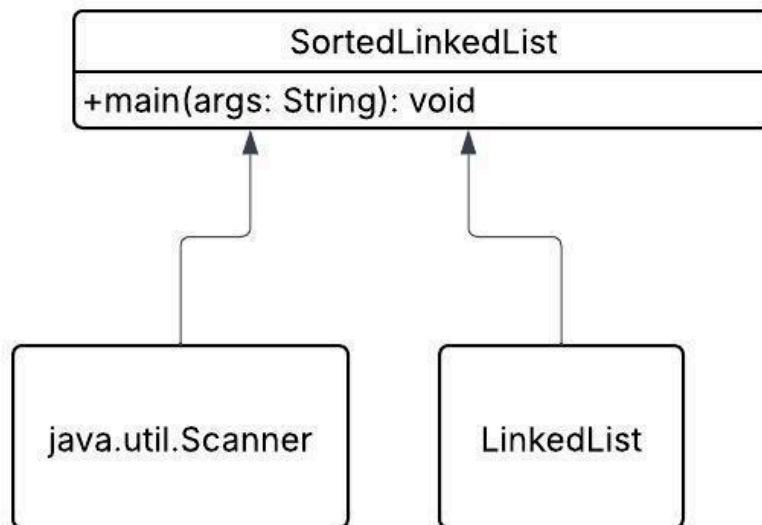 SortedLinkedList
+main(args: String): void
java.util.Scanner
LinkedList